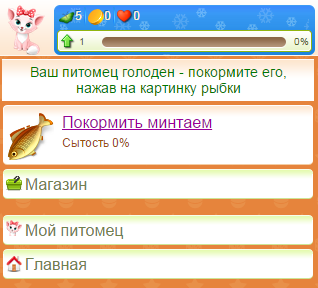 5 0 0
1 0%
Ваш питомец голоден - покормите его,
нажав на картинку рыбки
Покормить минтаем
Сытость 0%
Магазин
Мой питомец
Главная